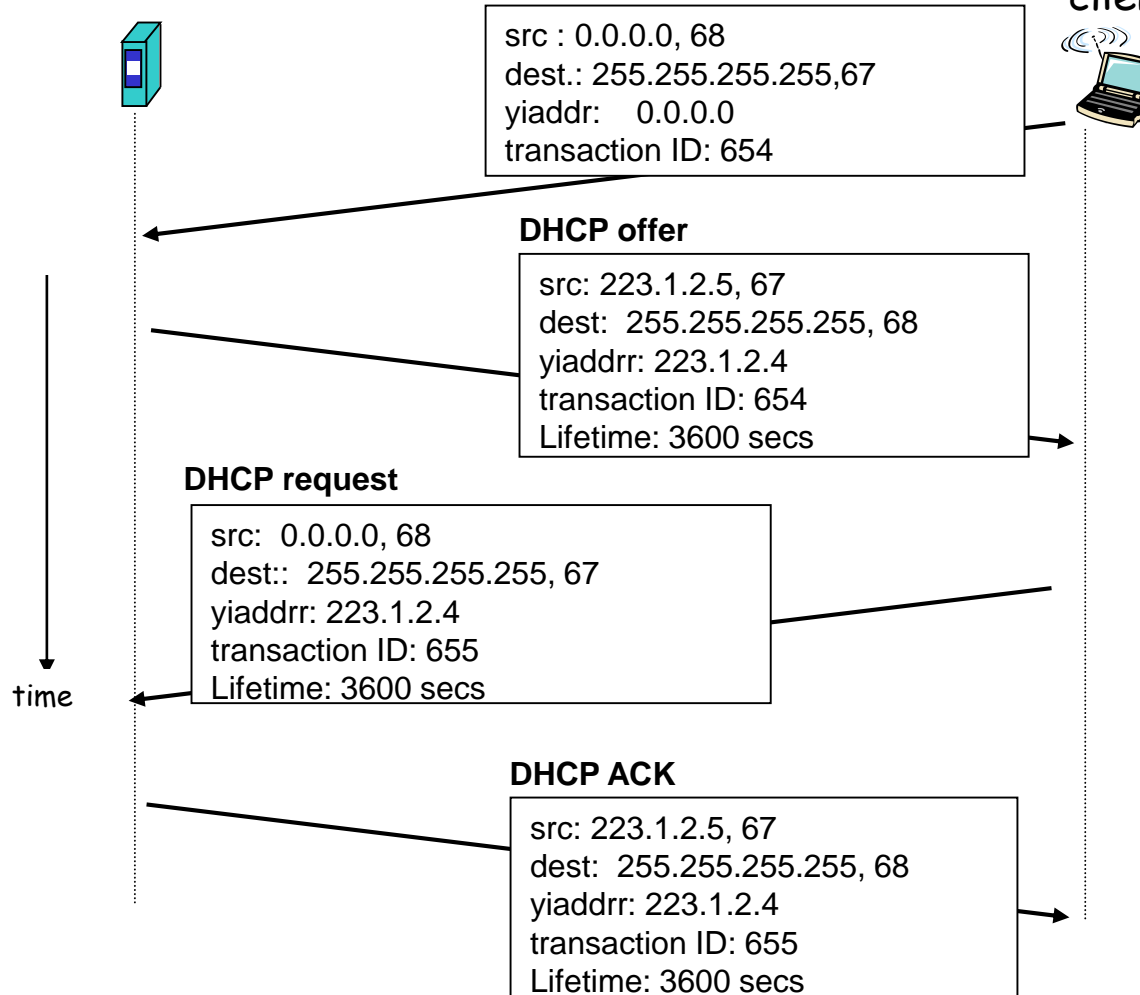 src : 0.0.0.0, 68
dest.: 255.255.255.255,67
yiaddr: 0.0.0.0
transaction ID: 654
DHCP offer
src: 223.1.2.5, 67
dest: 255.255.255.255, 68
yiaddrr: 223.1.2.4
transaction ID: 654
Lifetime: 3600 secs
DHCP request
src: 0.0.0.0, 68
dest:: 255.255.255.255, 67
yiaddrr: 223.1.2.4
transaction ID: 655
Lifetime: 3600 secs
time
DHCP ACK
src: 223.1.2.5, 67
dest: 255.255.255.255, 68
yiaddrr: 223.1.2.4
transaction ID: 655
Lifetime: 3600 secs